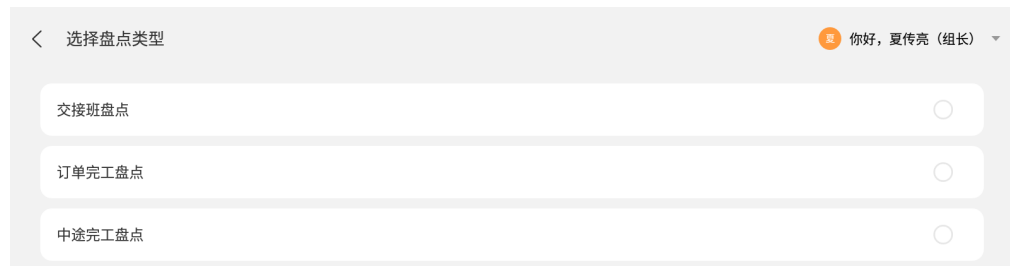 选择盘点类型
夏 你好，夏传亮（组长）
交接班盘点
订单完工盘点
中途完工盘点